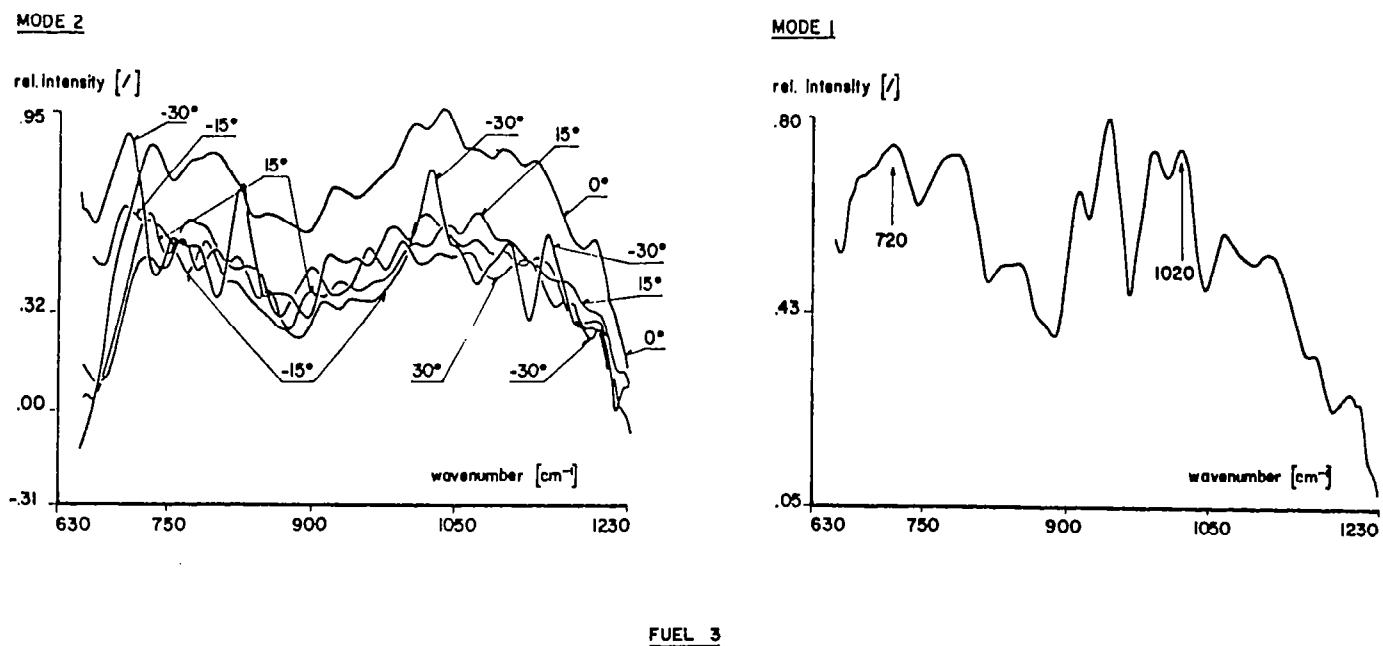 MODE 2
rel. intensity [/]
.95
.32
.00
-.31
-30°
-15°
15°
-30°
15°
0°
-30°
15°
0°
-15°
30°
-30°
wavenumber [cm⁻¹]
630 750 900 1050 1230
MODE 1
rel. intensity [/]
.80
.43
.05
720
1020
wavenumber [cm⁻¹]
630 750 900 1050 1230
FUEL 3